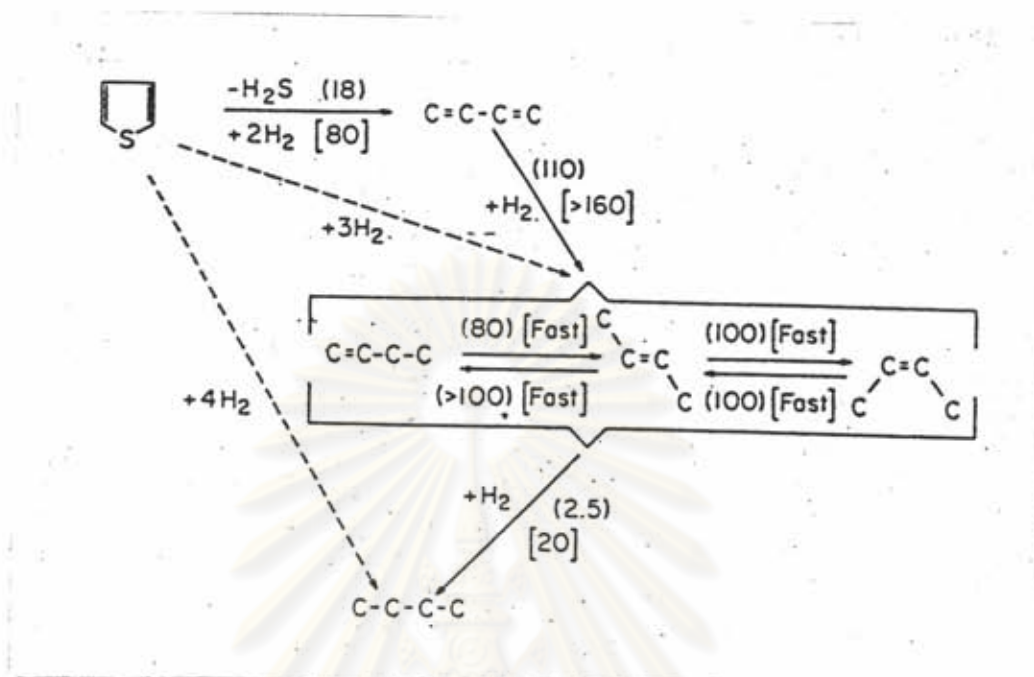 -H₂S (18)
S
+2H₂ [80]
C=C-C=C
(110)
+H₂ [>160]
+3H₂
C=C-C-C
(80) [Fast]
(>100) [Fast]
C
C=C
C
(100) [Fast]
(100) [Fast]
C=C
C C
+4H₂
+H₂ (2.5)
[20]
C-C-C-C